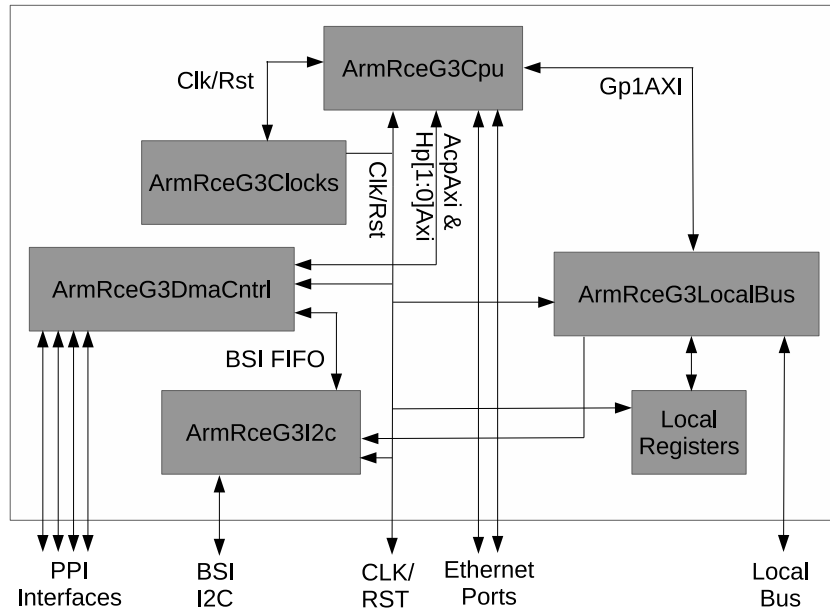 ArmRceG3Cpu
Clk/Rst
Gp1AXI
ArmRceG3Clocks
Clk/Rst
AcpAxi &
Hp[1:0]Axi
ArmRceG3DmaCntrl
ArmRceG3LocalBus
BSI FIFO
ArmRceG3I2c
Local
Registers
PPI
Interfaces
BSI
I2C
CLK/
RST
Ethernet
Ports
Local
Bus